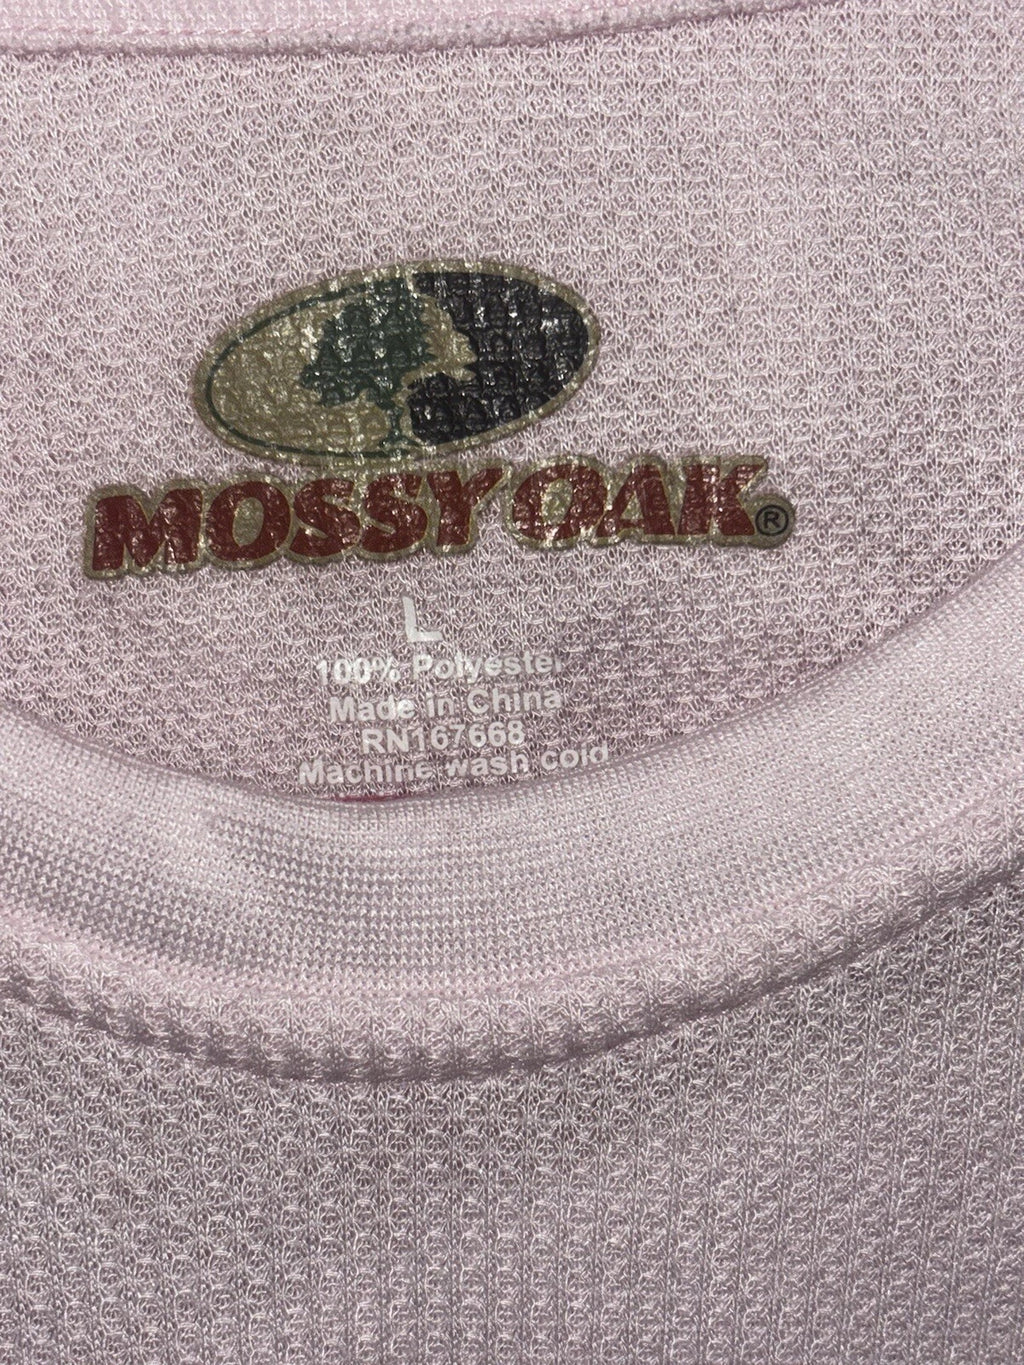 MOSSY OAK®
L
100% Polyester
Made in China
RN167668
Machine wash cold